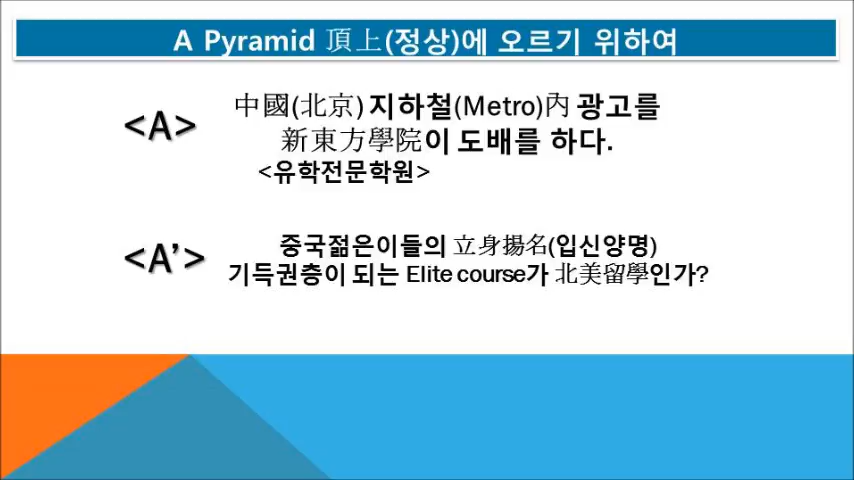 A Pyramid 頂上(정상)에 오르기 위하여
<A>
中國(北京) 지하철(Metro)內 광고를
新東方學院이 도배를 하다.
<유학전문학원>
<A’>
중국젊은이들의 立身揚名(입신양명)
기득권층이 되는 Elite course가 北美留學인가?